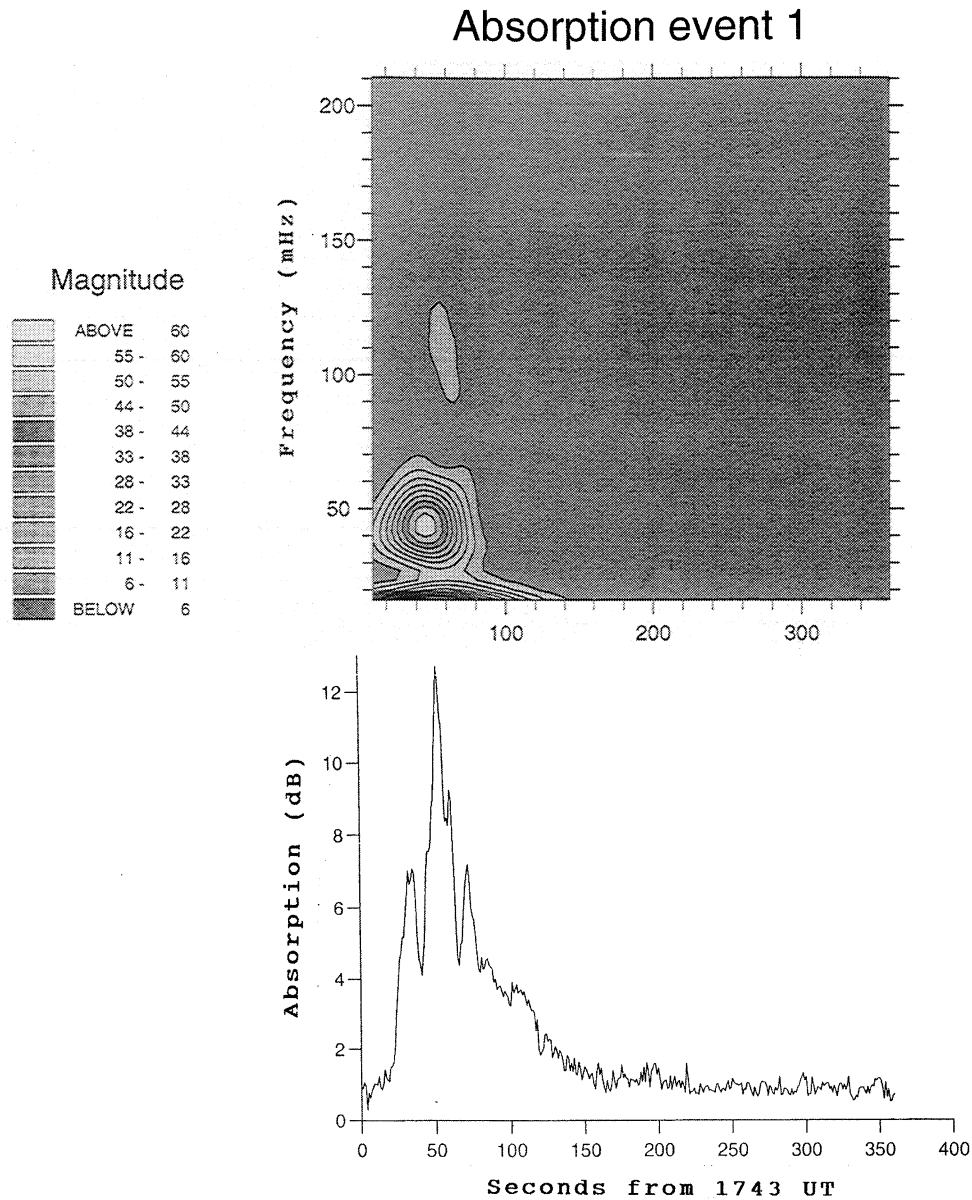 Absorption event 1
200
150
100
50
Frequency (mHz)
100 200 300
Magnitude
ABOVE 60
55 - 60
50 - 55
44 - 50
38 - 44
33 - 38
28 - 33
22 - 28
16 - 22
11 - 16
6 - 11
BELOW 6
12
10
8
6
4
2
0
Absorption (dB)
0 50 100 150 200 250 300 350 400
Seconds from 1743 UT